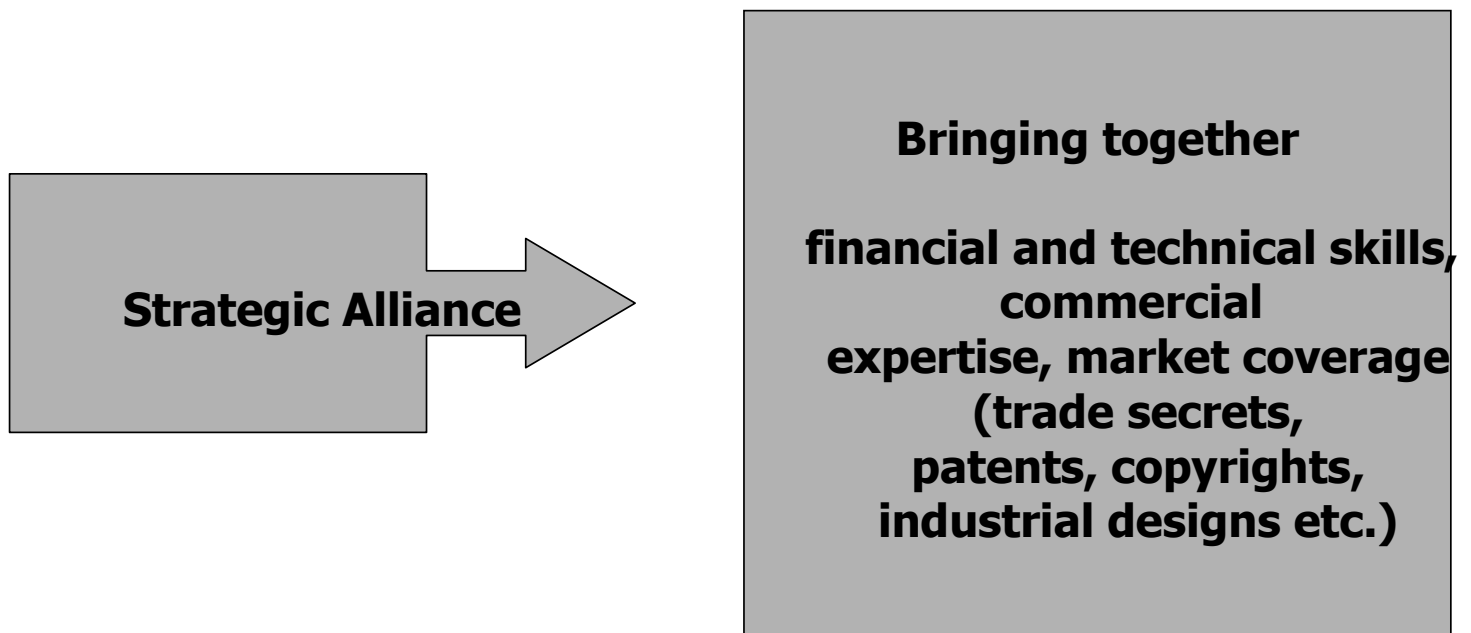 Strategic Alliance
Bringing together
financial and technical skills,
commercial
expertise, market coverage
(trade secrets,
patents, copyrights,
industrial designs etc.)